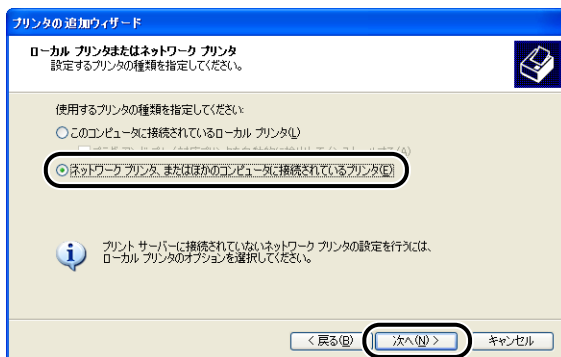 プリンタの追加ウィザード
ローカル プリンタまたはネットワーク プリンタ
設定するプリンタの種類を指定してください。
使用するプリンタの種類を指定してください:
このコンピュータに接続されているローカル プリンタ(L)
ネットワーク プリンタ、またはほかのコンピュータに接続されているプリンタ(E)
プリント サーバーに接続されていないネットワーク プリンタの設定を行うには、
ローカル プリンタのオプションを選択してください。
< 戻る(B)
次へ(N) >
キャンセル